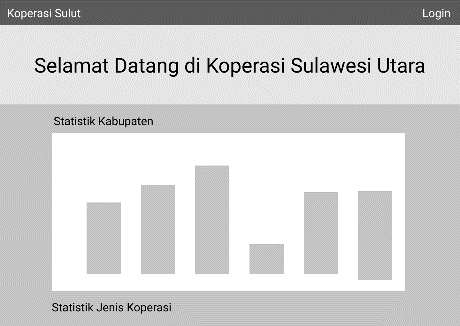 Koperasi Sulut
Login
Selamat Datang di Koperasi Sulawesi Utara
Statistik Kabupaten
Statistik Jenis Koperasi